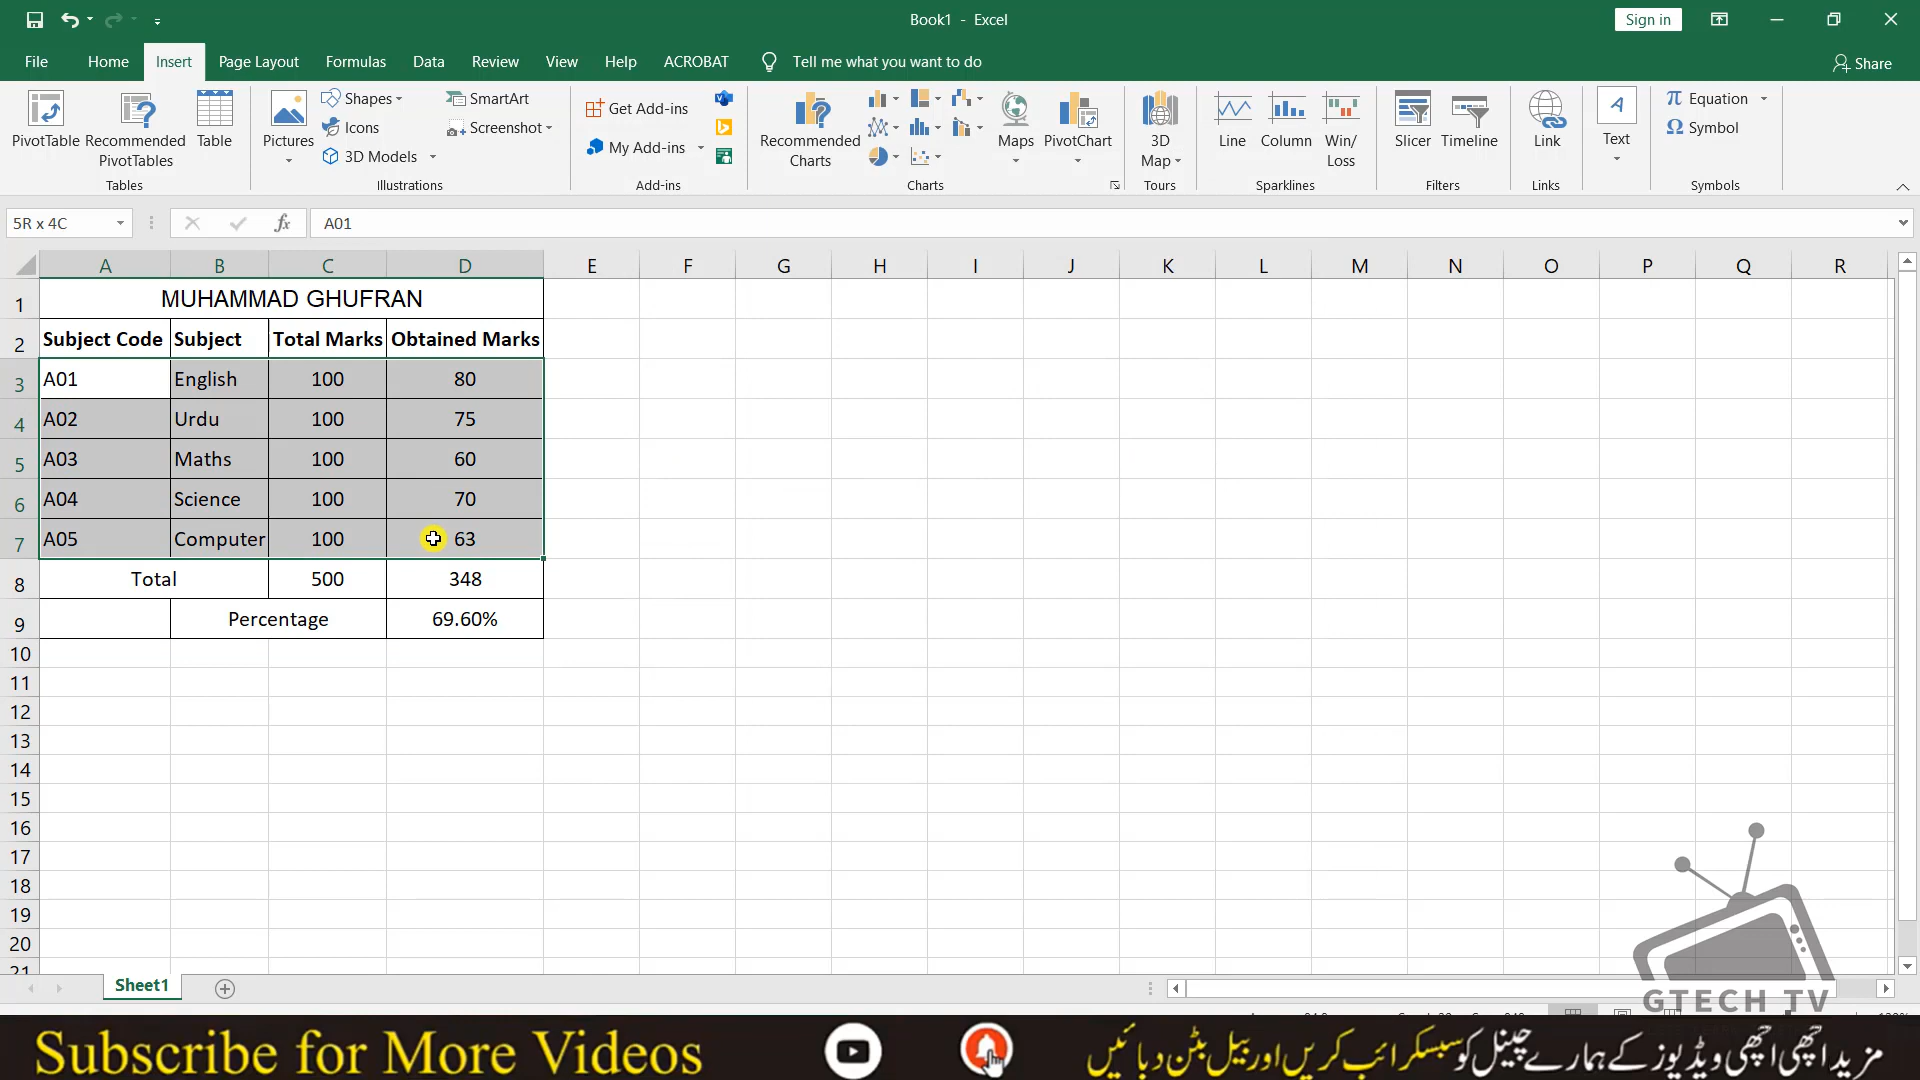 Book1 - Excel
Sign in
File Home Insert Page Layout Formulas Data Review View Help ACROBAT Tell me what you want to do Share
PivotTable
Recommended PivotTables
Table
Tables
Pictures
Shapes
Icons
3D Models
SmartArt
Screenshot
Illustrations
Get Add-ins
My Add-ins
Add-ins
Recommended Charts
Maps
PivotChart
Charts
3D Map
Tours
Line
Column
Win/Loss
Sparklines
Slicer
Timeline
Filters
Link
Links
A
Text
π Equation
Ω Symbol
Symbols
5R x 4C fx A01
A B C D E F G H I J K L M N O P Q R
1 MUHAMMAD GHUFRAN
2 Subject Code Subject Total Marks Obtained Marks
3 A01 English 100 80
4 A02 Urdu 100 75
5 A03 Maths 100 60
6 A04 Science 100 70
7 A05 Computer 100 63
8 Total 500 348
9 Percentage 69.60%
10
11
12
13
14
15
16
17
18
19
20
21
Sheet1
GTECH TV
Subscribe for More Videos
مزید اچھی اچھی ویڈیوز کے ہمارے چینل کو سبسکرائب کریں اور بیل بٹن دبائیں